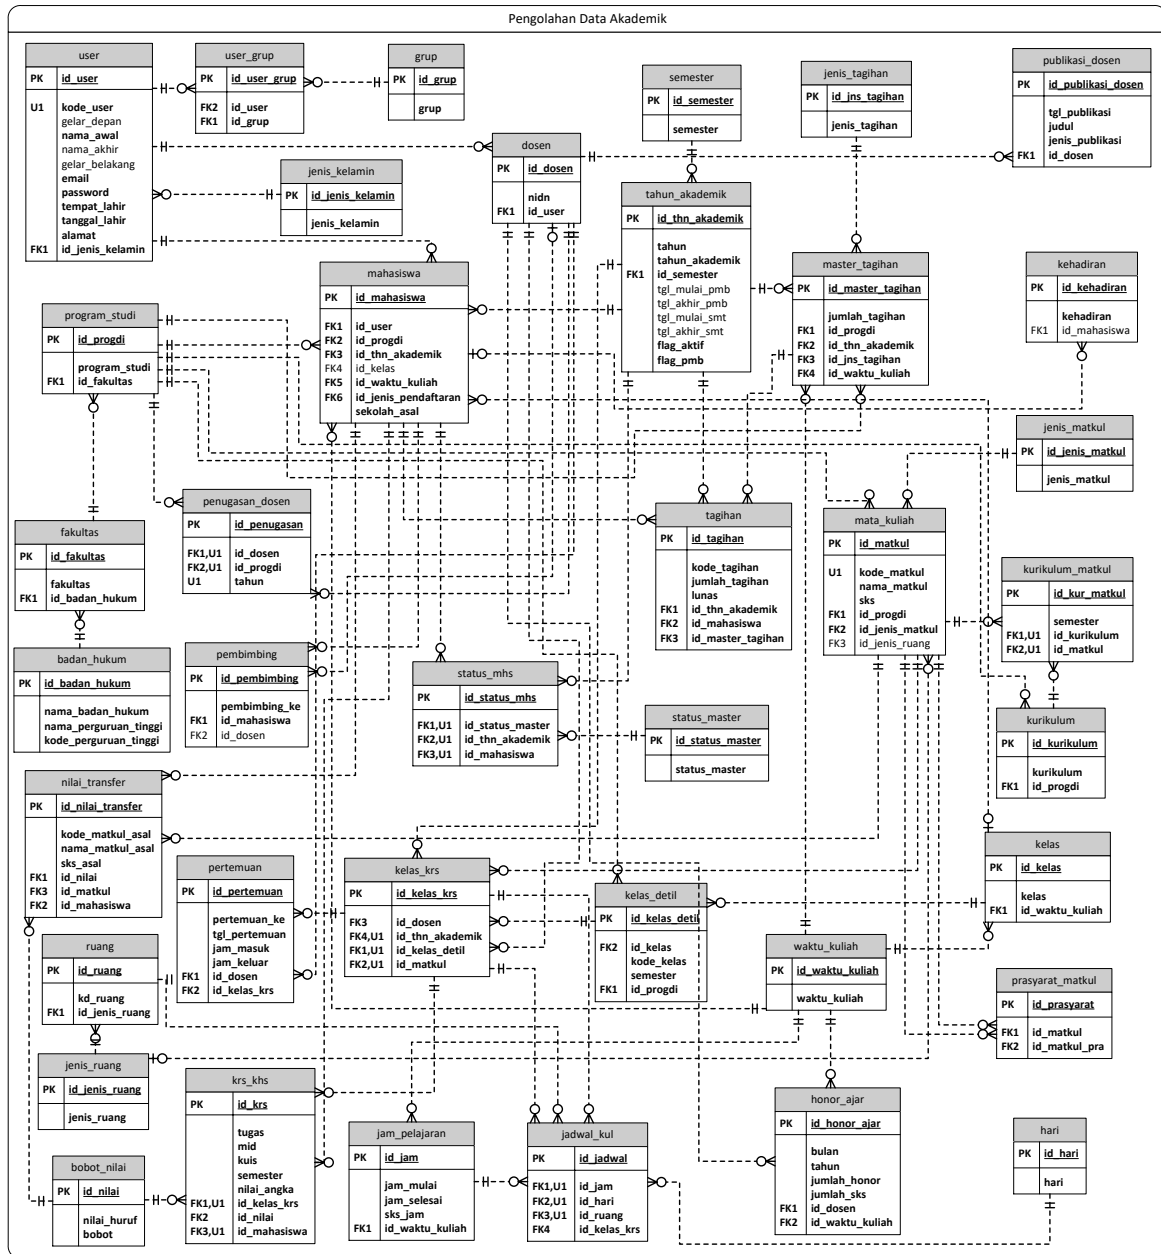 Pengolahan Data Akademik
user
PK id_user
U1 kode_user
gelar_depan
nama_awal
nama_akhir
gelar_belakang
email
password
tempat_lahir
tanggal_lahir
alamat
FK1 id_jenis_kelamin
user_grup
PK id_user_grup
FK2 id_user
FK1 id_grup
grup
PK id_grup
grup
semester
PK id_semester
semester
jenis_tagihan
PK id_jns_tagihan
jenis_tagihan
publikasi_dosen
PK id_publikasi_dosen
tgl_publikasi
judul
jenis_publikasi
FK1 id_dosen
jenis_kelamin
PK id_jenis_kelamin
jenis_kelamin
dosen
PK id_dosen
nidn
FK1 id_user
tahun_akademik
PK id_thn_akademik
tahun
tahun_akademik
FK1 id_semester
tgl_mulai_pmb
tgl_akhir_pmb
tgl_mulai_smt
tgl_akhir_smt
flag_aktif
flag_pmb
mahasiswa
PK id_mahasiswa
FK1 id_user
FK2 id_progdi
FK3 id_thn_akademik
FK4 id_kelas
FK5 id_waktu_kuliah
FK6 id_jenis_pendaftaran
sekolah_asal
master_tagihan
PK id_master_tagihan
jumlah_tagihan
FK1 id_progdi
FK2 id_thn_akademik
FK3 id_jns_tagihan
FK4 id_waktu_kuliah
kehadiran
PK id_kehadiran
kehadiran
FK1 id_mahasiswa
program_studi
PK id_progdi
program_studi
FK1 id_fakultas
jenis_matkul
PK id_jenis_matkul
jenis_matkul
penugasan_dosen
PK id_penugasan
FK1,U1 id_dosen
FK2,U1 id_progdi
U1 tahun
fakultas
PK id_fakultas
fakultas
FK1 id_badan_hukum
tagihan
PK id_tagihan
kode_tagihan
jumlah_tagihan
lunas
FK1 id_thn_akademik
FK2 id_mahasiswa
FK3 id_master_tagihan
mata_kuliah
PK id_matkul
U1 kode_matkul
nama_matkul
sks
FK1 id_progdi
FK2 id_jenis_matkul
FK3 id_jenis_ruang
kurikulum_matkul
PK id_kur_matkul
semester
FK1,U1 id_kurikulum
FK2,U1 id_matkul
badan_hukum
PK id_badan_hukum
nama_badan_hukum
nama_perguruan_tinggi
kode_perguruan_tinggi
pembimbing
PK id_pembimbing
pembimbing_ke
FK1 id_mahasiswa
FK2 id_dosen
status_mhs
PK id_status_mhs
FK1,U1 id_status_master
FK2,U1 id_thn_akademik
FK3,U1 id_mahasiswa
status_master
PK id_status_master
status_master
kurikulum
PK id_kurikulum
kurikulum
FK1 id_progdi
nilai_transfer
PK id_nilai_transfer
kode_matkul_asal
nama_matkul_asal
sks_asal
FK1 id_nilai
FK3 id_matkul
FK2 id_mahasiswa
pertemuan
PK id_pertemuan
pertemuan_ke
tgl_pertemuan
jam_masuk
jam_keluar
FK1 id_dosen
FK2 id_kelas_krs
kelas_krs
PK id_kelas_krs
FK3 id_dosen
FK4,U1 id_thn_akademik
FK1,U1 id_kelas_detil
FK2,U1 id_matkul
kelas_detil
PK id_kelas_detil
FK2 id_kelas
kode_kelas
semester
FK1 id_progdi
kelas
PK id_kelas
kelas
FK1 id_waktu_kuliah
ruang
PK id_ruang
kd_ruang
FK1 id_jenis_ruang
waktu_kuliah
PK id_waktu_kuliah
waktu_kuliah
prasyarat_matkul
PK id_prasyarat
FK1 id_matkul
FK2 id_matkul_pra
jenis_ruang
PK id_jenis_ruang
jenis_ruang
krs_khs
PK id_krs
tugas
mid
kuis
semester
nilai_angka
FK1,U1 id_kelas_krs
FK2 id_nilai
FK3,U1 id_mahasiswa
jam_pelajaran
PK id_jam
jam_mulai
jam_selesai
sks_jam
FK1 id_waktu_kuliah
jadwal_kul
PK id_jadwal
FK1,U1 id_jam
FK2,U1 id_hari
FK3,U1 id_ruang
FK4 id_kelas_krs
honor_ajar
PK id_honor_ajar
bulan
tahun
jumlah_honor
jumlah_sks
FK1 id_dosen
FK2 id_waktu_kuliah
hari
PK id_hari
hari
bobot_nilai
PK id_nilai
nilai_huruf
bobot